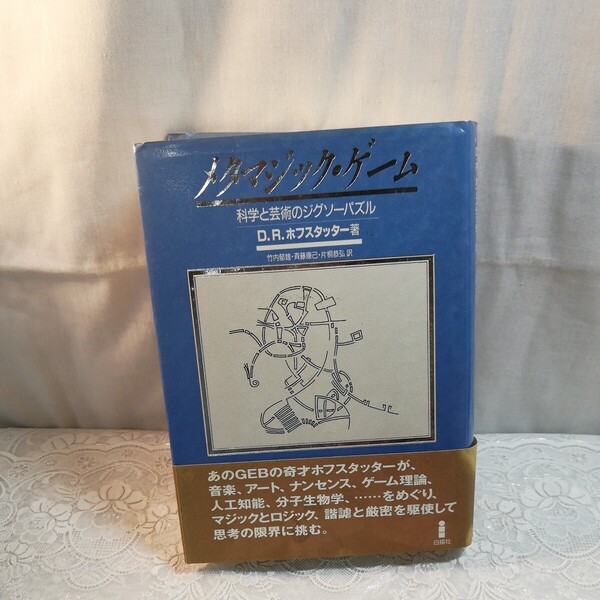 メタマジック・ゲーム
科学と芸術のジグソーパズル
D.R.ホフスタッター著
竹内郁雄・斉藤康己・片桐恭弘 訳
あのGEBの奇才ホフスタッターが、
音楽、アート、ナンセンス、ゲーム理論、
人工知能、分子生物学、……をめぐり、
マジックとロジック、諧謔と厳密を駆使して
思考の限界に挑む。
白揚社